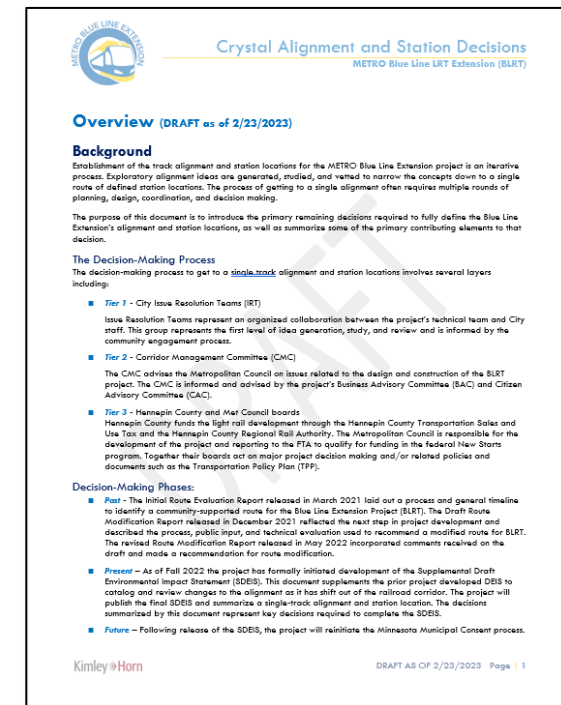 METRO BLUE LINE EXTENSION
Crystal Alignment and Station Decisions
METRO Blue Line LRT Extension (BLRT)
Overview (DRAFT as of 2/23/2023)
Background
Establishment of the track alignment and station locations for the METRO Blue Line Extension project is an iterative
process. Exploratory alignment ideas are generated, studied, and vetted to narrow the concepts down to a single
route of defined station locations. The process of getting to a single alignment often requires multiple rounds of
planning, design, coordination, and decision making.
The purpose of this document is to introduce the primary remaining decisions required to fully define the Blue Line
Extension's alignment and station locations, as well as summarize some of the primary contributing elements to that
decision.
The Decision-Making Process
The decision-making process to get to a single-track alignment and station locations involves several layers
including:
■ Tier 1 - City Issue Resolution Teams (IRT)
Issue Resolution Teams represent an organized collaboration between the project's technical team and City
staff. This group represents the first level of idea generation, study, and review and is informed by the
community engagement process.
■ Tier 2 - Corridor Management Committee (CMC)
The CMC advises the Metropolitan Council on issues related to the design and construction of the BLRT
project. The CMC is informed and advised by the project's Business Advisory Committee (BAC) and Citizen
Advisory Committee (CAC).
■ Tier 3 - Hennepin County and Met Council boards
Hennepin County funds the light rail development through the Hennepin County Transportation Sales and
Use Tax and the Hennepin County Regional Rail Authority. The Metropolitan Council is responsible for the
development of the project and reporting to the FTA to qualify for funding in the federal New Starts
program. Together their boards act on major project decision making and/or related policies and
documents such as the Transportation Policy Plan (TPP).
Decision-Making Phases:
■ Past - The Initial Route Evaluation Report released in March 2021 laid out a process and general timeline
to identify a community-supported route for the Blue Line Extension Project (BLRT). The Draft Route
Modification Report released in December 2021 reflected the next step in project development and
described the process, public input, and technical evaluation used to recommend a modified route for BLRT.
The revised Route Modification Report released in May 2022 incorporated comments received on the
draft and made a recommendation for route modification.
■ Present – As of Fall 2022 the project has formally initiated development of the Supplemental Draft
Environmental Impact Statement (SDEIS). This document supplements the prior project developed DEIS to
catalog and review changes to the alignment as it has shift out of the railroad corridor. The project will
publish the final SDEIS and summarize a single-track alignment and station location. The decisions
summarized by this document represent key decisions required to complete the SDEIS.
■ Future – Following release of the SDEIS, the project will reinitiate the Minnesota Municipal Consent process.
DRAFT
Kimley»Horn
DRAFT AS OF 2/23/2023 Page | 1